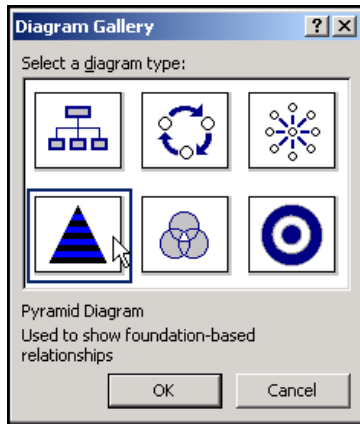 Diagram Gallery
Select a diagram type:
Pyramid Diagram
Used to show foundation-based
relationships
OK
Cancel